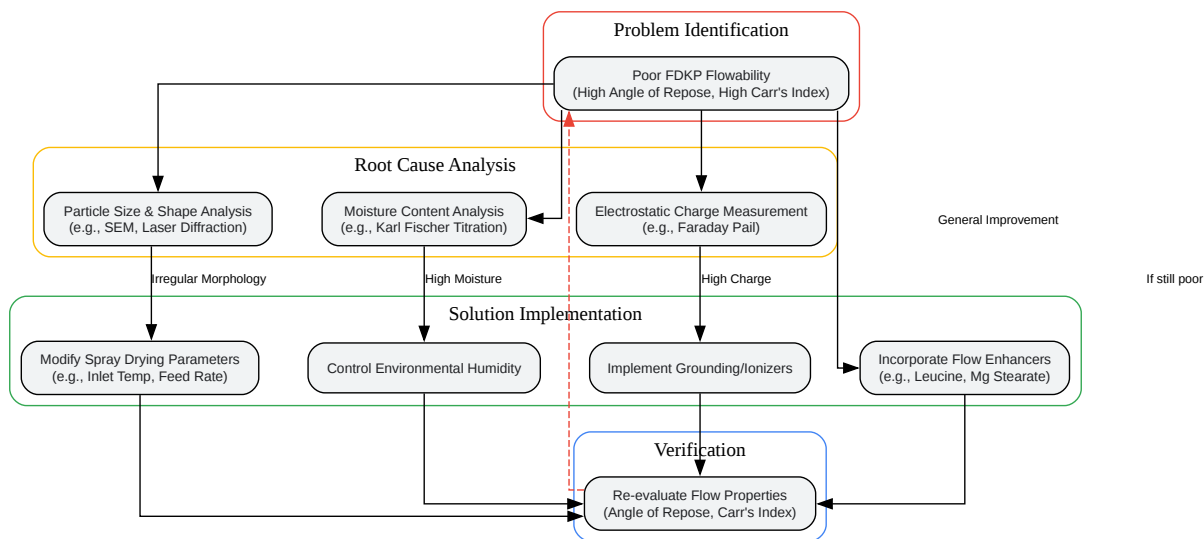 Problem Identification
Poor FDKP Flowability
(High Angle of Repose, High Carr's Index)
Root Cause Analysis
Particle Size & Shape Analysis
(e.g., SEM, Laser Diffraction)
Moisture Content Analysis
(e.g., Karl Fischer Titration)
Electrostatic Charge Measurement
(e.g., Faraday Pail)
General Improvement
Irregular Morphology
High Moisture
High Charge
If still poor
Solution Implementation
Modify Spray Drying Parameters
(e.g., Inlet Temp, Feed Rate)
Control Environmental Humidity
Implement Grounding/Ionizers
Incorporate Flow Enhancers
(e.g., Leucine, Mg Stearate)
Verification
Re-evaluate Flow Properties
(Angle of Repose, Carr's Index)